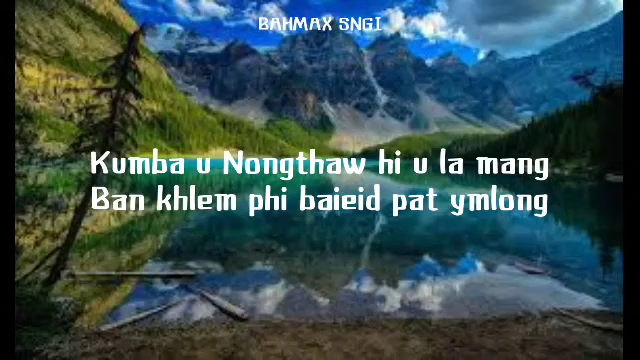 BAHMAX SNGI
Kumba u Nongthaw hi u la mang
Ban khlem phi baieid pat ymlong